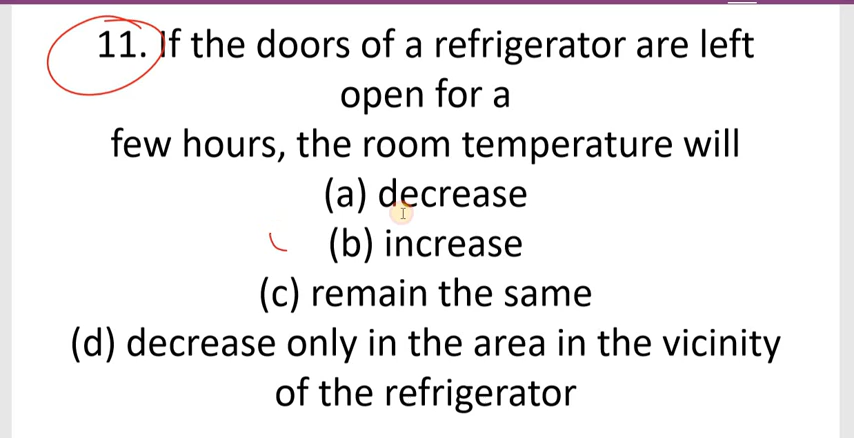 11. If the doors of a refrigerator are left
open for a
few hours, the room temperature will
(a) decrease
(b) increase
(c) remain the same
(d) decrease only in the area in the vicinity
of the refrigerator